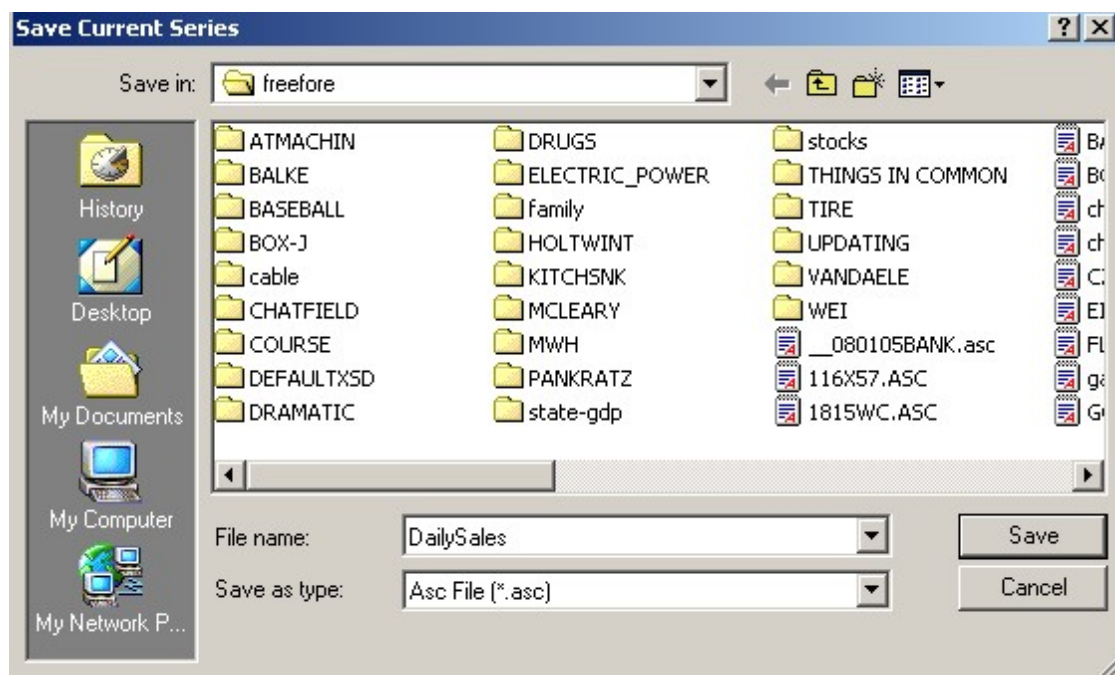 Save Current Series
Save in:
freefore
History
Desktop
My Documents
My Computer
My Network P...
ATMACHIN
BALKE
BASEBALL
BOX-J
cable
CHATFIELD
COURSE
DEFAULTXSD
DRAMATIC
DRUGS
ELECTRIC_POWER
family
HOLTWINT
KITCHSNK
MCLEARY
MWH
PANKRATZ
state-gdp
stocks
THINGS IN COMMON
TIRE
UPDATING
VANDAELE
WEI
__080105BANK.asc
116X57.ASC
1815WC.ASC
File name:
DailySales
Save
Save as type:
Asc File (*.asc)
Cancel